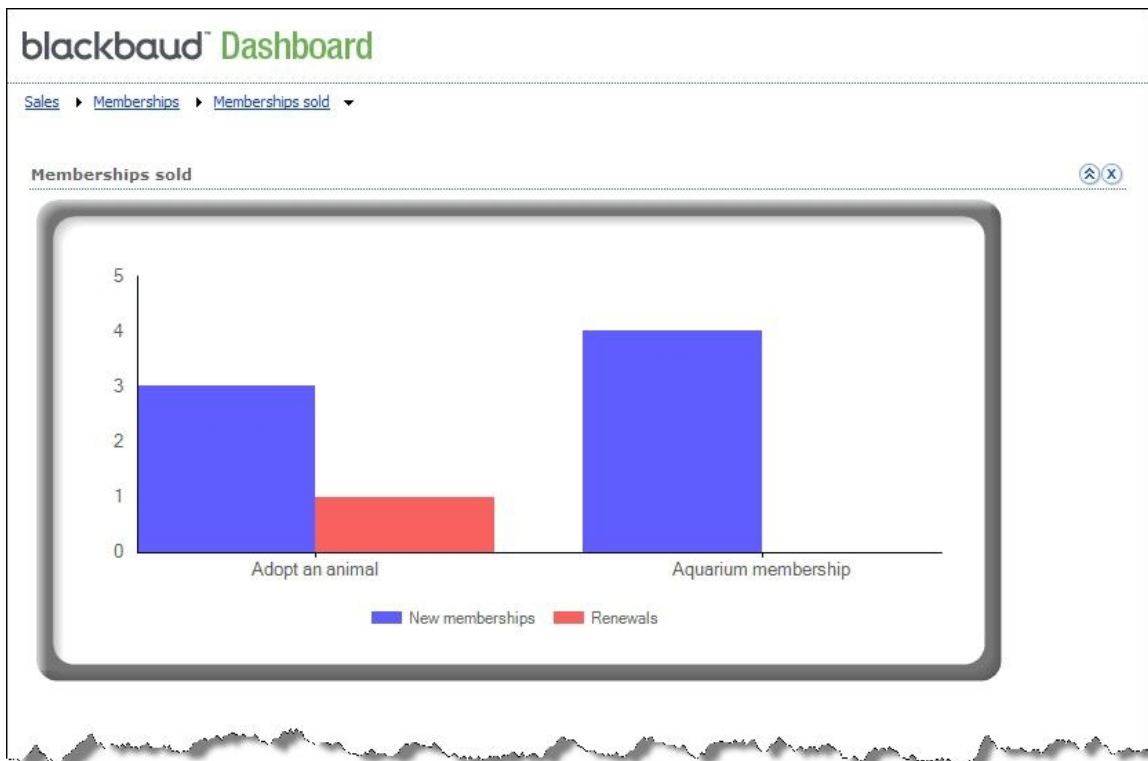 blackbaud™ Dashboard
Sales Memberships Memberships sold
Memberships sold
5
4
3
2
1
0
Adopt an animal Aquarium membership
New memberships Renewals